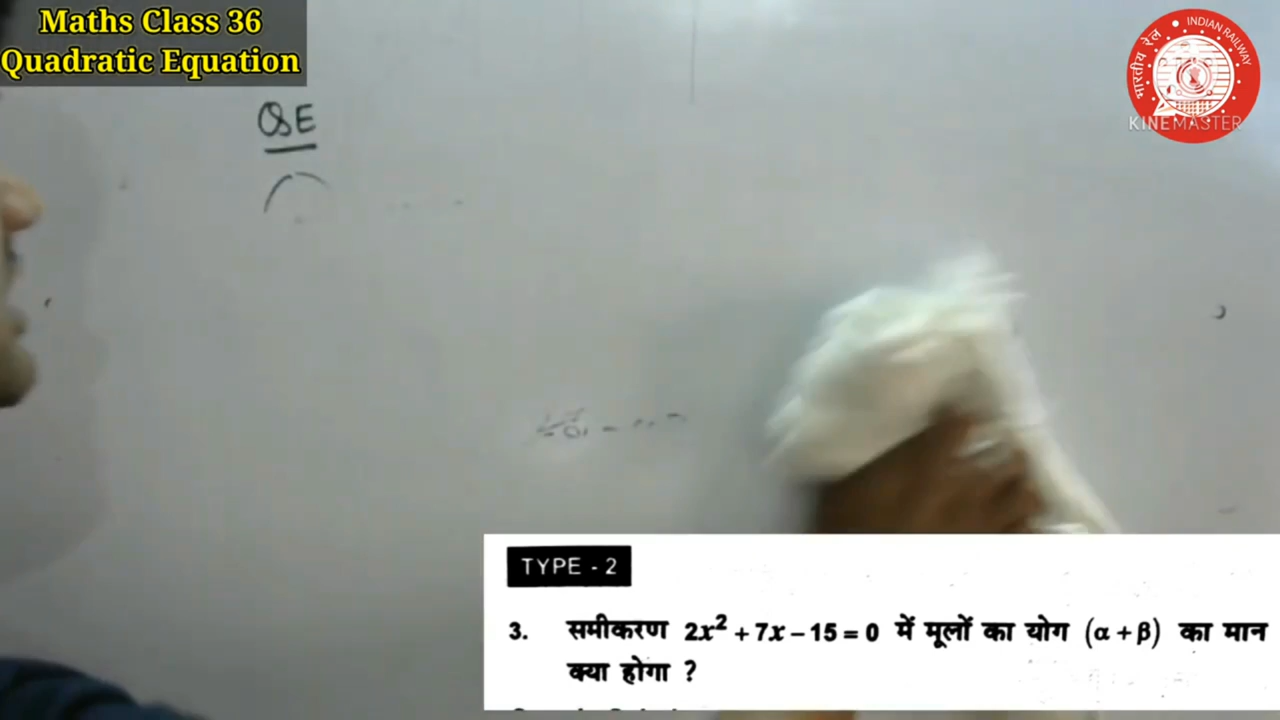 Maths Class 36
Quadratic Equation
भारतीय रेल
INDIAN RAILWAY
KINEMASTER
QE
TYPE - 2
3. समीकरण 2x² + 7x – 15 = 0 में मूलों का योग (α + β) का मान
क्या होगा ?